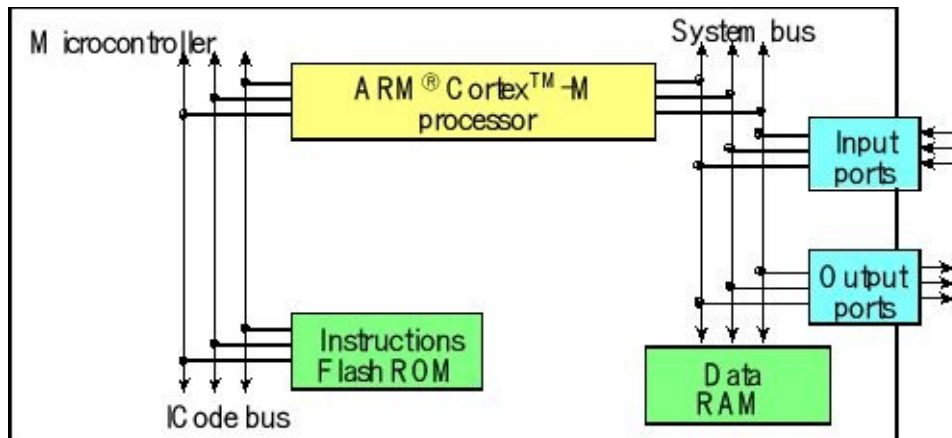 Microcontroller
System bus
ARM® Cortex™-M
processor
Input
ports
Output
ports
Instructions
Flash ROM
Data
RAM
ICode bus